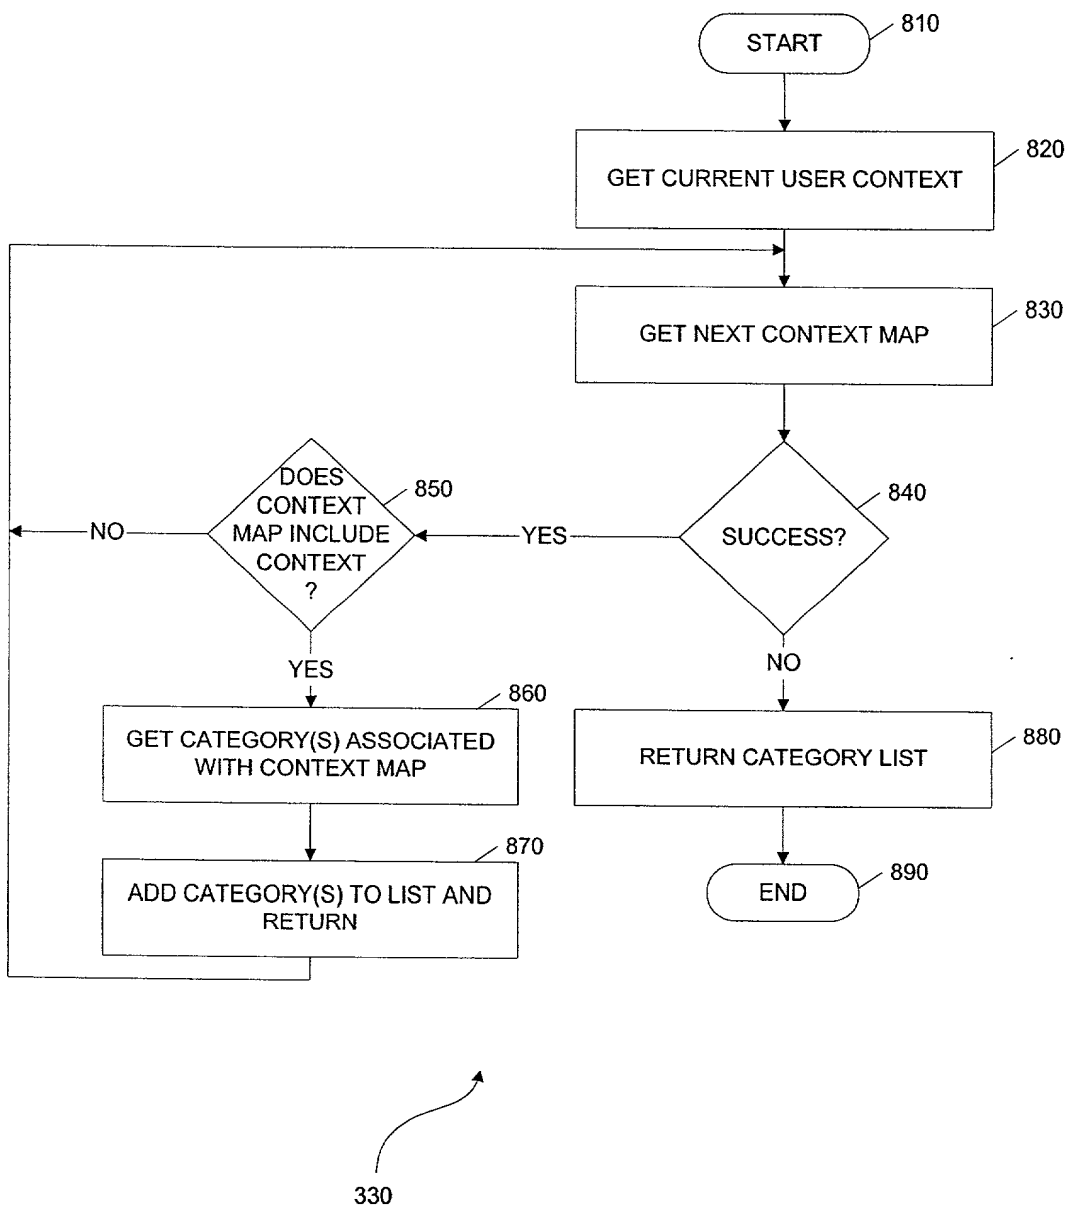 START
810
GET CURRENT USER CONTEXT
820
GET NEXT CONTEXT MAP
830
DOES
CONTEXT
MAP INCLUDE
CONTEXT
?
850
NO
YES
SUCCESS?
840
YES
NO
GET CATEGORY(S) ASSOCIATED
WITH CONTEXT MAP
860
RETURN CATEGORY LIST
880
ADD CATEGORY(S) TO LIST AND
RETURN
870
END
890
330